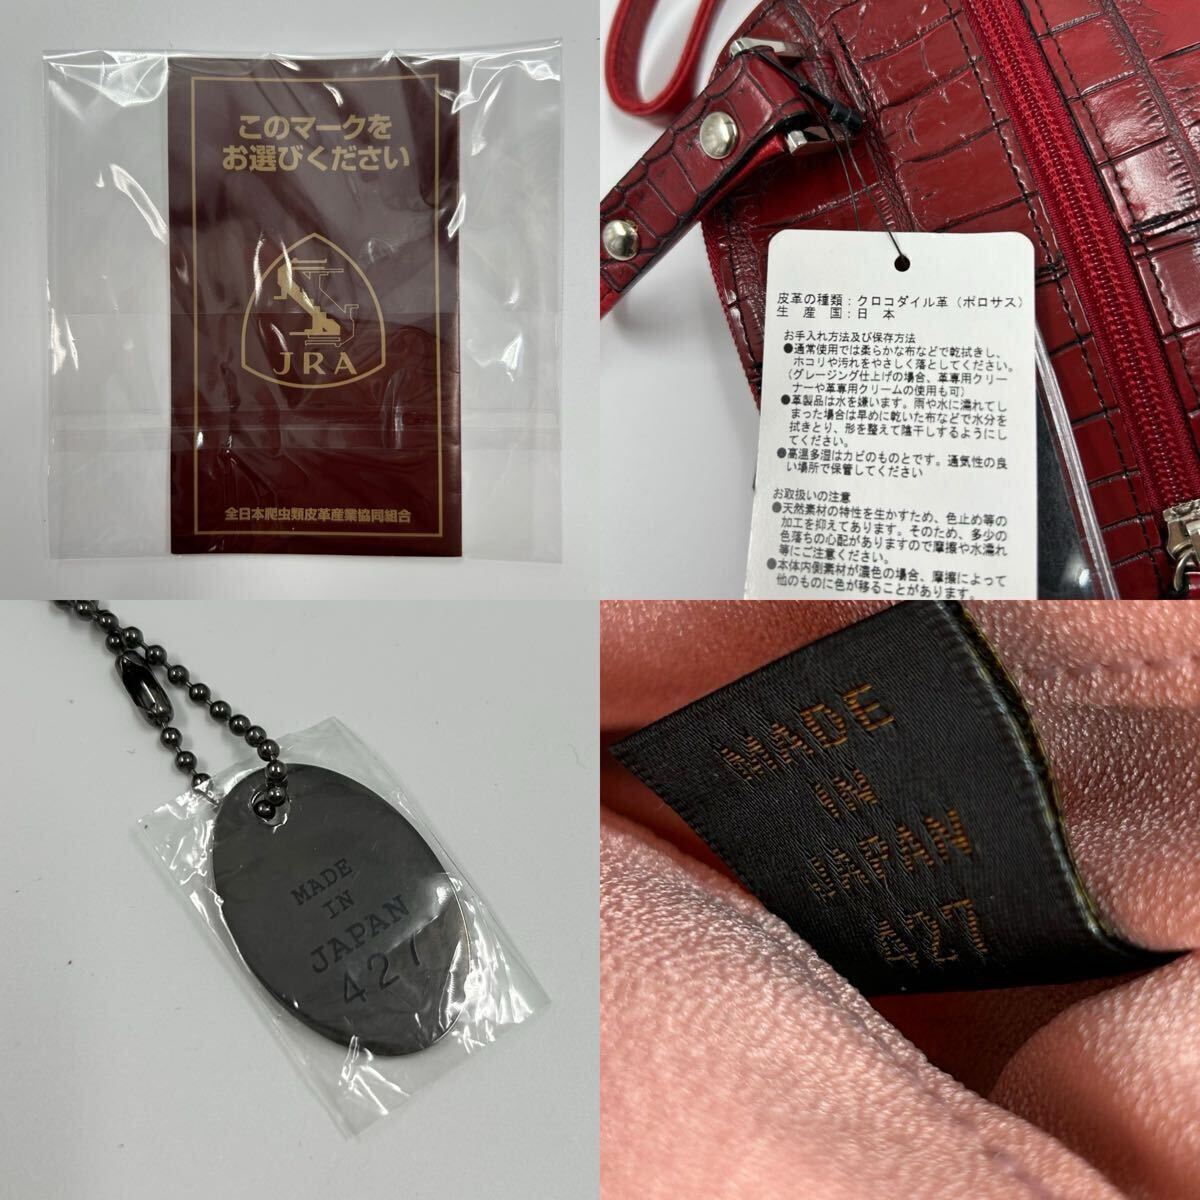 このマークを
お選びください
JRA
全日本爬虫類皮革産業協同組合
皮革の種類：クロコダイル革（ポロサス）
生産国：日本
お手入れ方法及び保存方法
●通常使用では柔らかな布などで乾拭きし、
ホコリや汚れをやさしく落としてください。
（グレージング仕上げの場合、革専用クリー
ナーや革専用クリームの使用も可）
●革製品は水を嫌います。雨や水に濡れてし
まった場合は早めに乾いた布などで水分を
拭きとり、形を整えて陰干しするようにし
てください。
●高温多湿はカビのものとです。通気性の良
い場所で保管してください
お取扱いの注意
●天然素材の特性を生かすため、色止め等の
加工を抑えてあります。そのため、多少の
色落ちの心配がありますので摩擦や水濡れ
等にご注意ください。
●本体内側素材が濃色の場合、摩擦によって
他のものに色が移ることがあります。
MADE
IN
JAPAN
427
MADE
IN
JAPAN
427